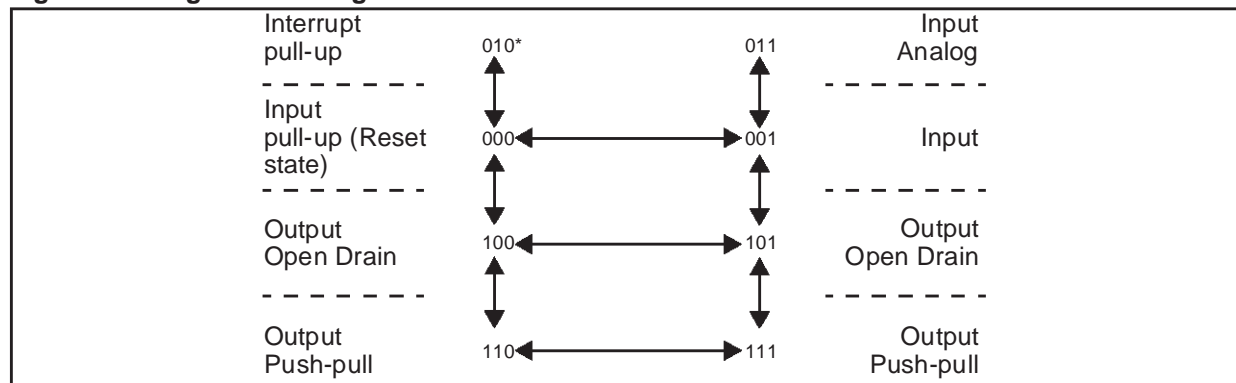 Interrupt
pull-up
010*
011
Input
Analog
Input
pull-up (Reset
state)
000
001
Input
Output
Open Drain
100
101
Output
Open Drain
Output
Push-pull
110
111
Output
Push-pull